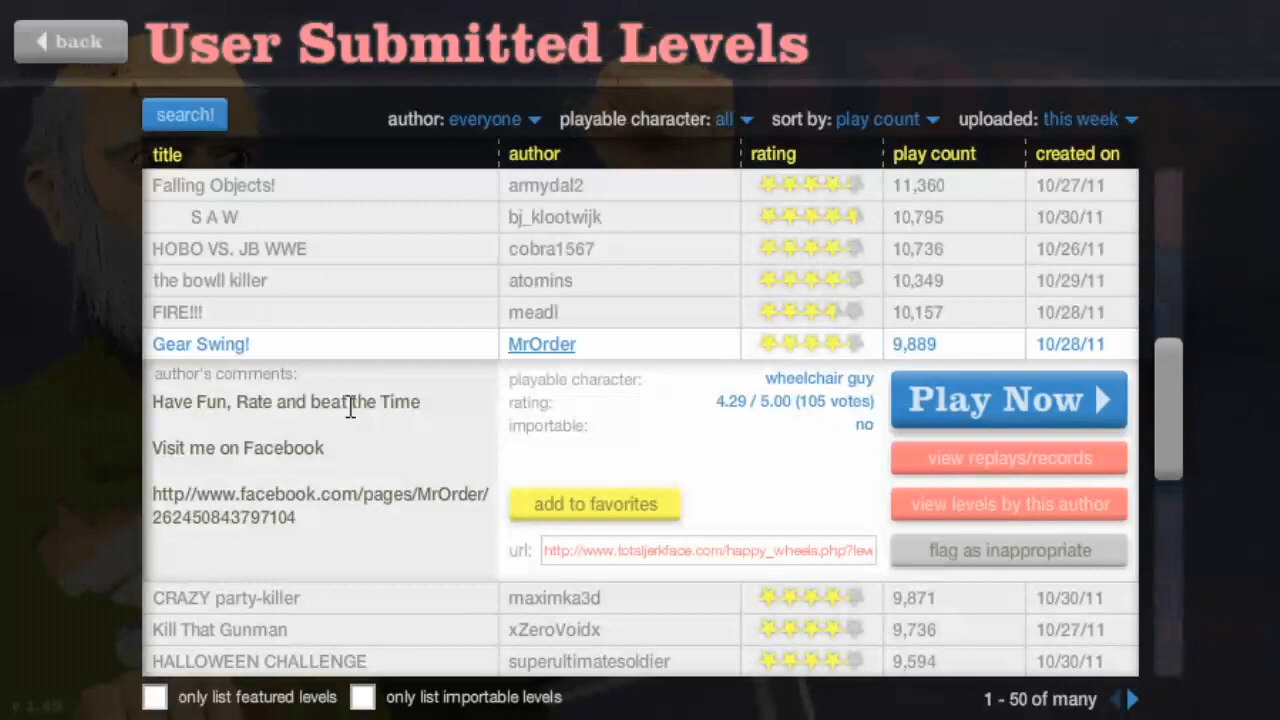 back
User Submitted Levels
search!
author: everyone playable character: all sort by: play count uploaded: this week
title author rating play count created on
Falling Objects! armydal2 11,360 10/27/11
S A W bj_klootwijk 10,795 10/30/11
HOBO VS. JB WWE cobra1567 10,736 10/26/11
the bowll killer atomins 10,349 10/29/11
FIRE!!! meadl 10,157 10/28/11
Gear Swing! MrOrder 9,889 10/28/11
author's comments:
Have Fun, Rate and beat the Time
Visit me on Facebook
http//www.facebook.com/pages/MrOrder/
262450843797104
playable character: wheelchair guy
rating: 4.29 / 5.00 (105 votes)
importable: no
add to favorites
url: http://www.totaljerkface.com/happy_wheels.php?leve
Play Now
view replays/records
view levels by this author
flag as inappropriate
CRAZY party-killer maximka3d 9,871 10/30/11
Kill That Gunman xZeroVoidx 9,736 10/27/11
HALLOWEEN CHALLENGE superultimatesoldier 9,594 10/30/11
only list featured levels only list importable levels 1 - 50 of many